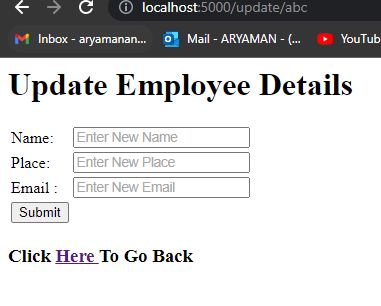 localhost:5000/update/abc
Inbox - aryamanan... Mail - ARYAMAN - (... YouTube
Update Employee Details
Name: Enter New Name
Place: Enter New Place
Email : Enter New Email
Submit
Click Here To Go Back